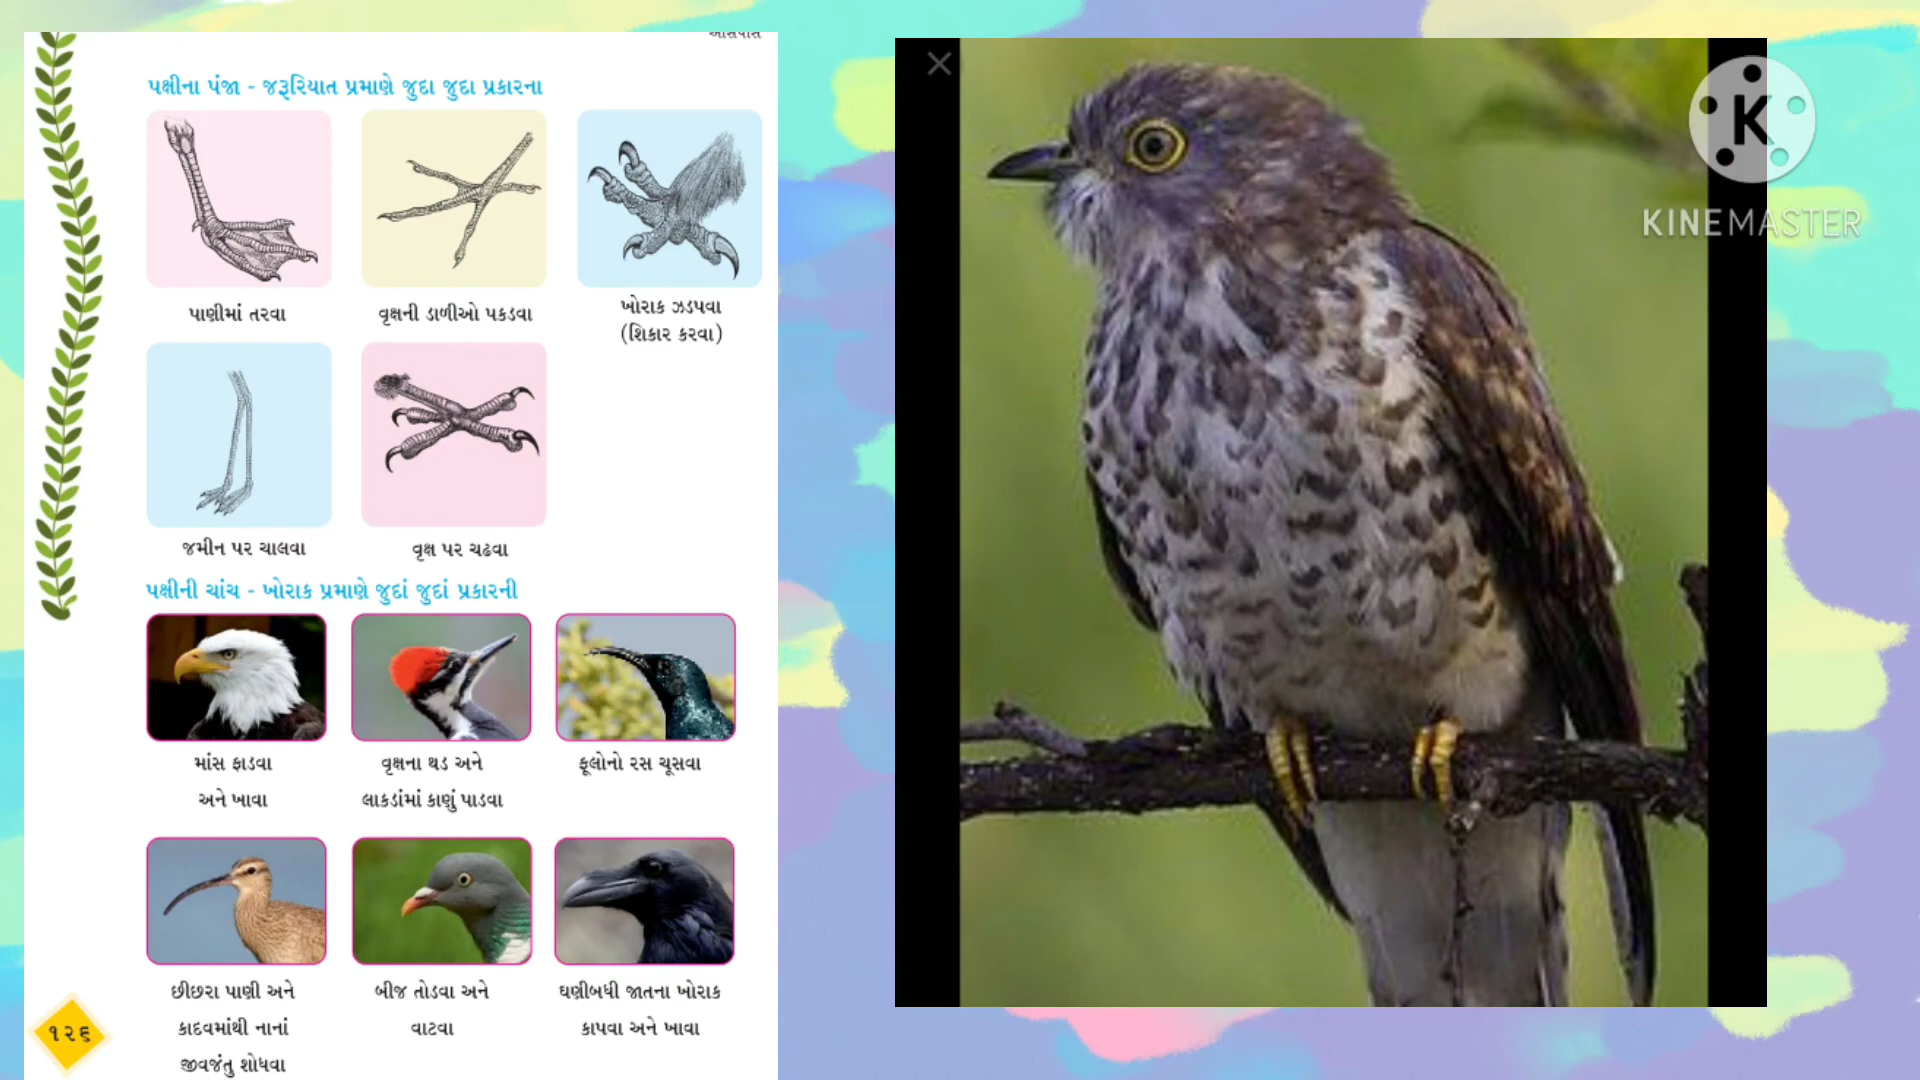 આસપાસ
પક્ષીના પંજા - જરૂરિયાત પ્રમાણે જુદા જુદા પ્રકારના
પાણીમાં તરવા
વૃક્ષની ડાળીઓ પકડવા
ખોરાક ઝડપવા
(શિકાર કરવા)
જમીન પર ચાલવા
વૃક્ષ પર ચઢવા
પક્ષીની ચાંચ - ખોરાક પ્રમાણે જુદાં જુદાં પ્રકારની
માંસ ફાડવા
અને ખાવા
વૃક્ષના થડ અને
લાકડાંમાં કાણું પાડવા
ફૂલોનો રસ ચૂસવા
છીછરા પાણી અને
કાદવમાંથી નાનાં
જીવજંતુ શોધવા
બીજ તોડવા અને
વાટવા
ઘણીબધી જાતના ખોરાક
કાપવા અને ખાવા
૧૨૬
K
KINEMASTER